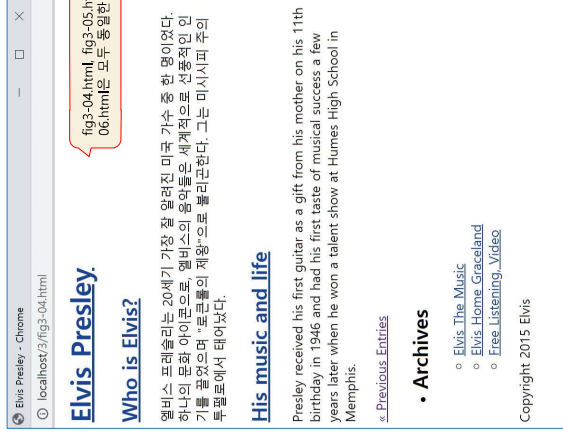 Elvis Presley - Chrome
localhost/3/fig3-04.html
fig3-04.html, fig3-05.h
06.html은 모두 동일한
Elvis Presley.
Who is Elvis?
엘비스 프레슬리는 20세기 가장 잘 알려진 미국 가수 중 한 명이었다.
하나의 문화 아이콘으로, 엘비스의 음악들은 세계적으로 선풍적인 인
기를 끌었으며 "로큰롤의 제왕"으로 불리곤한다. 그는 미시시피 주의
투펄로에서 태어났다.
His music and life
Presley received his first guitar as a gift from his mother on his 11th
birthday in 1946 and had his first taste of musical success a few
years later when he won a talent show at Humes High School in
Memphis.
« Previous Entries
• Archives
○ Elvis The Music
○ Elvis Home Graceland
○ Free Listening, Video
Copyright 2015 Elvis